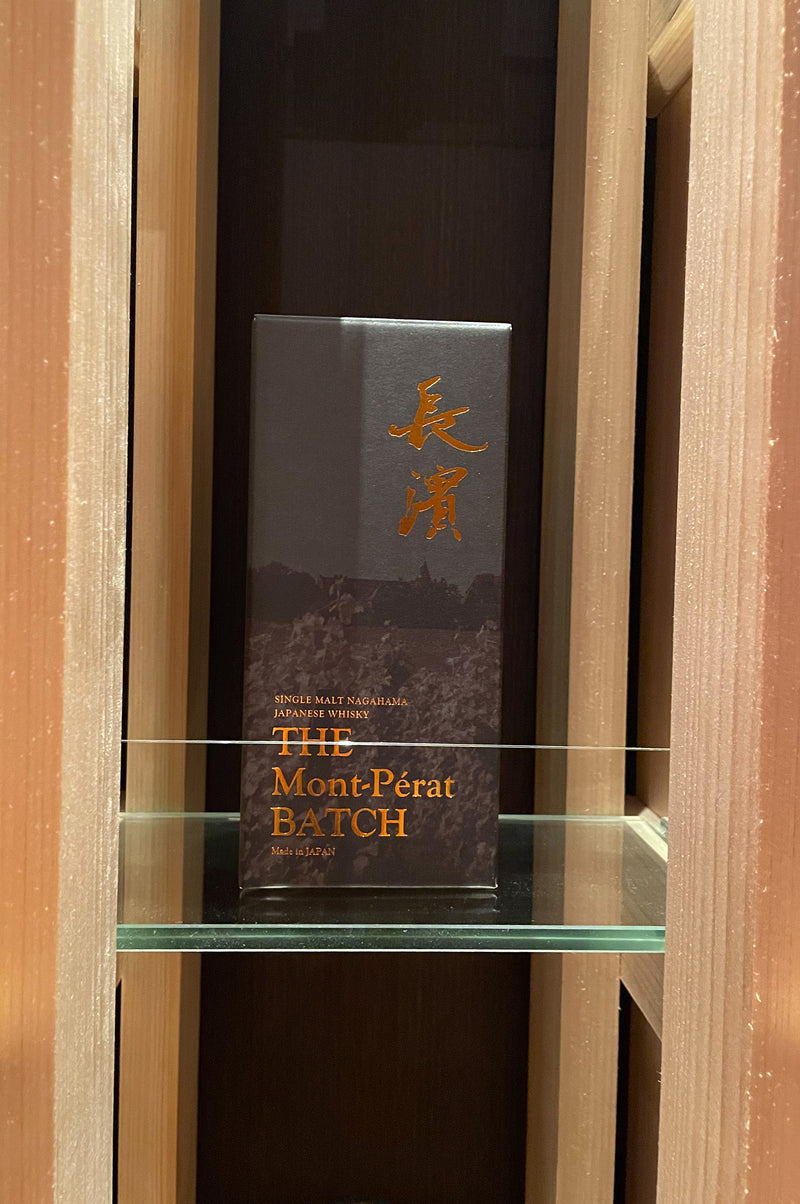 長
濱
SINGLE MALT NAGAHAMA
JAPANESE WHISKY
THE
Mont-Pérat
BATCH
Made in JAPAN